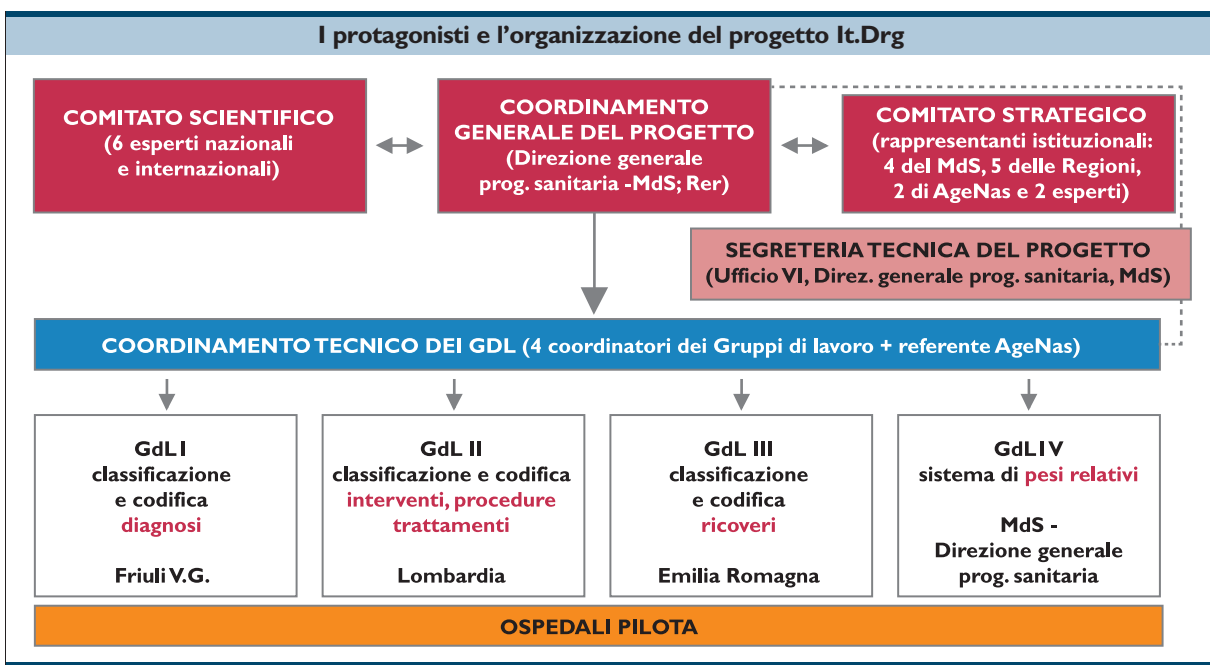 I protagonisti e l'organizzazione del progetto It.Drg
COMITATO SCIENTIFICO
(6 esperti nazionali
e internazionali)
COORDINAMENTO
GENERALE DEL PROGETTO
(Direzione generale
prog. sanitaria -MdS; Rer)
COMITATO STRATEGICO
(rappresentanti istituzionali:
4 del MdS, 5 delle Regioni,
2 di AgeNas e 2 esperti)
SEGRETERIA TECNICA DEL PROGETTO
(Ufficio VI, Direz. generale prog. sanitaria, MdS)
COORDINAMENTO TECNICO DEI GDL (4 coordinatori dei Gruppi di lavoro + referente AgeNas)
GdL I
classificazione
e codifica
diagnosi
Friuli V.G.
GdL II
classificazione e codifica
interventi, procedure
trattamenti
Lombardia
GdL III
classificazione
e codifica
ricoveri
Emilia Romagna
GdL IV
sistema di pesi relativi
MdS -
Direzione generale
prog. sanitaria
OSPEDALI PILOTA